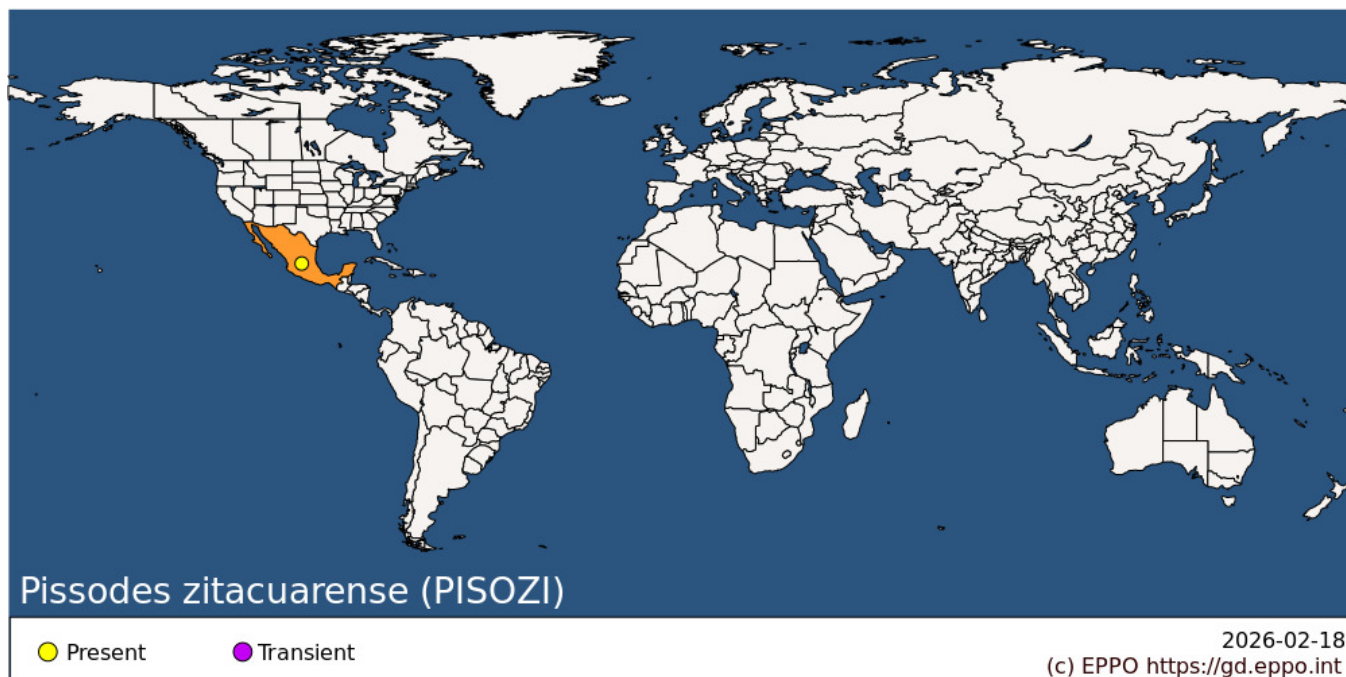 Pissodes zitacuarense (PISOZI)
Present
Transient
2026-02-18
(c) EPPO https://gd.eppo.int